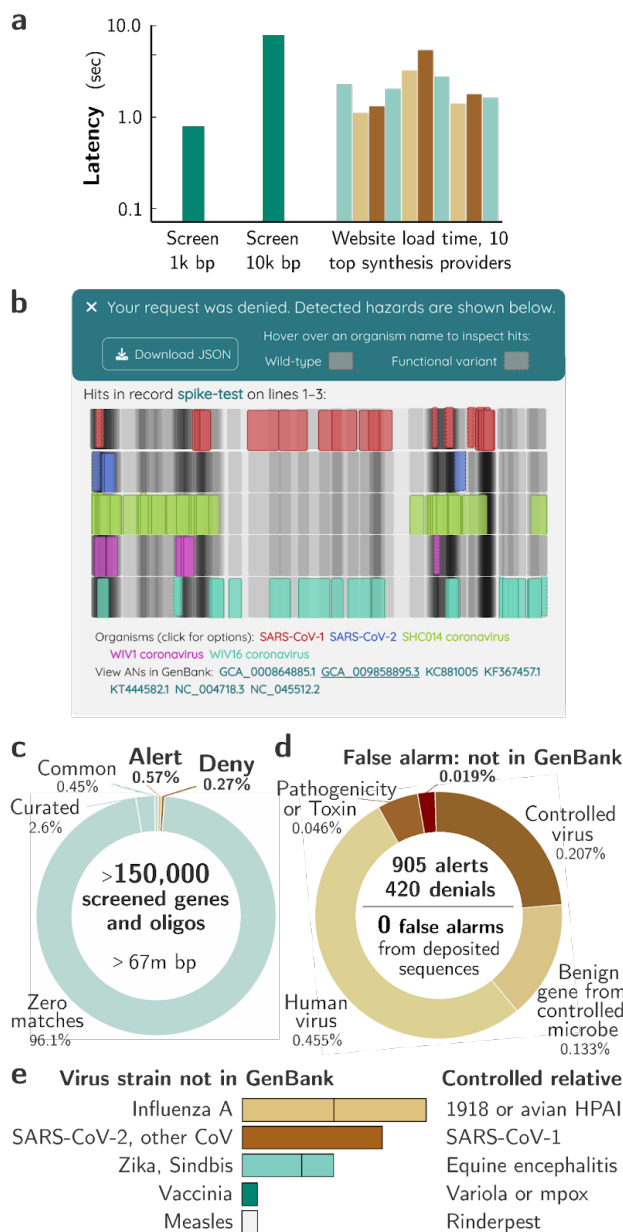 a
Latency (sec)
10.0
1.0
0.1
Screen
1k bp
Screen
10k bp
Website load time, 10
top synthesis providers
b
× Your request was denied. Detected hazards are shown below.
Download JSON
Hover over an organism name to inspect hits:
Wild-type
Functional variant
Hits in record spike-test on lines 1–3:
Organisms (click for options): SARS-CoV-1 SARS-CoV-2 SHC014 coronavirus
WIV1 coronavirus WIV16 coronavirus
View ANs in GenBank: GCA_000864885.1 GCA_009858895.3 KC881005 KF367457.1
KT444582.1 NC_004718.3 NC_045512.2
c
Common
0.45%
Alert
0.57%
Deny
0.27%
Curated
2.6%
>150,000
screened genes
and oligos
> 67m bp
Zero
matches
96.1%
d
False alarm: not in GenBank
0.019%
Pathogenicity
or Toxin
0.046%
Controlled
virus
0.207%
905 alerts
420 denials
0 false alarms
from deposited
sequences
Human
virus
0.455%
Benign
gene from
controlled
microbe
0.133%
e
Virus strain not in GenBank
Controlled relative
Influenza A
1918 or avian HPAI
SARS-CoV-2, other CoV
SARS-CoV-1
Zika, Sindbis
Equine encephalitis
Vaccinia
Variola or mpox
Measles
Rinderpest